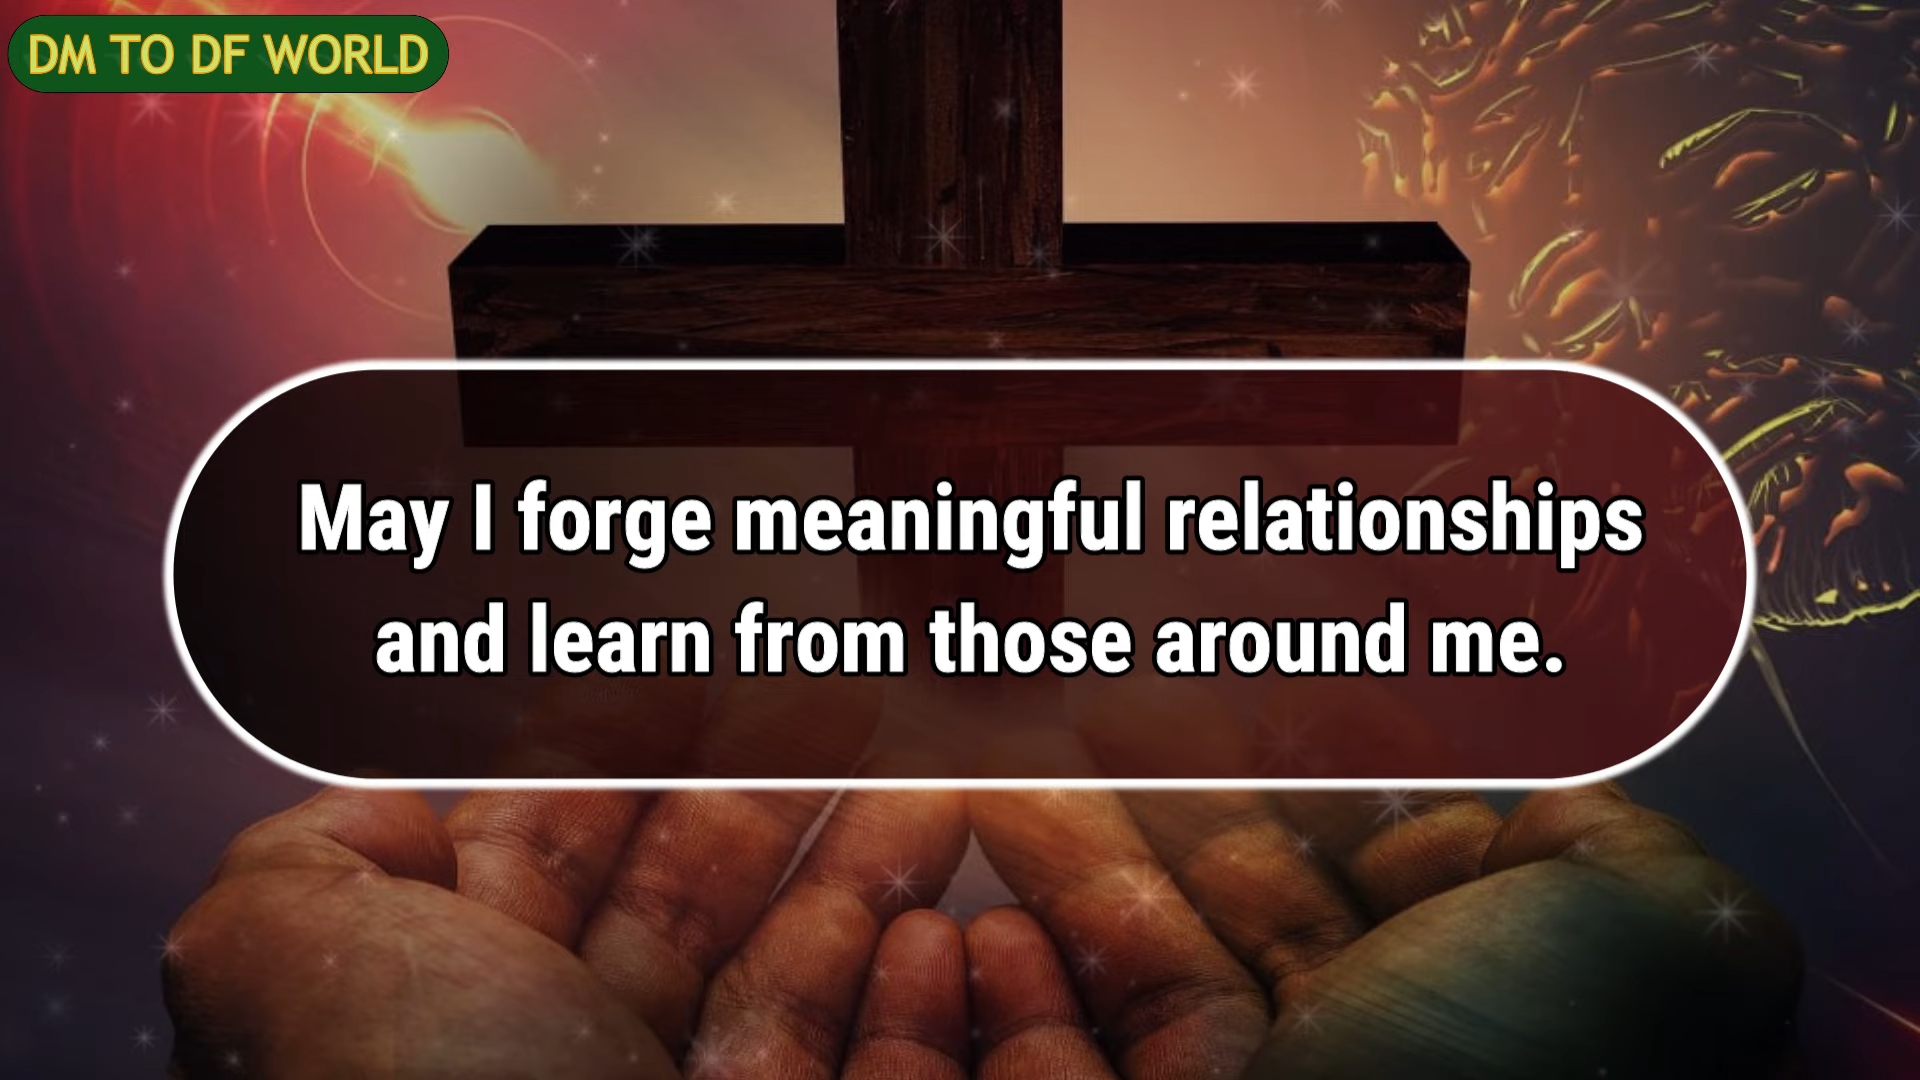 DM TO DF WORLD
May I forge meaningful relationships
and learn from those around me.